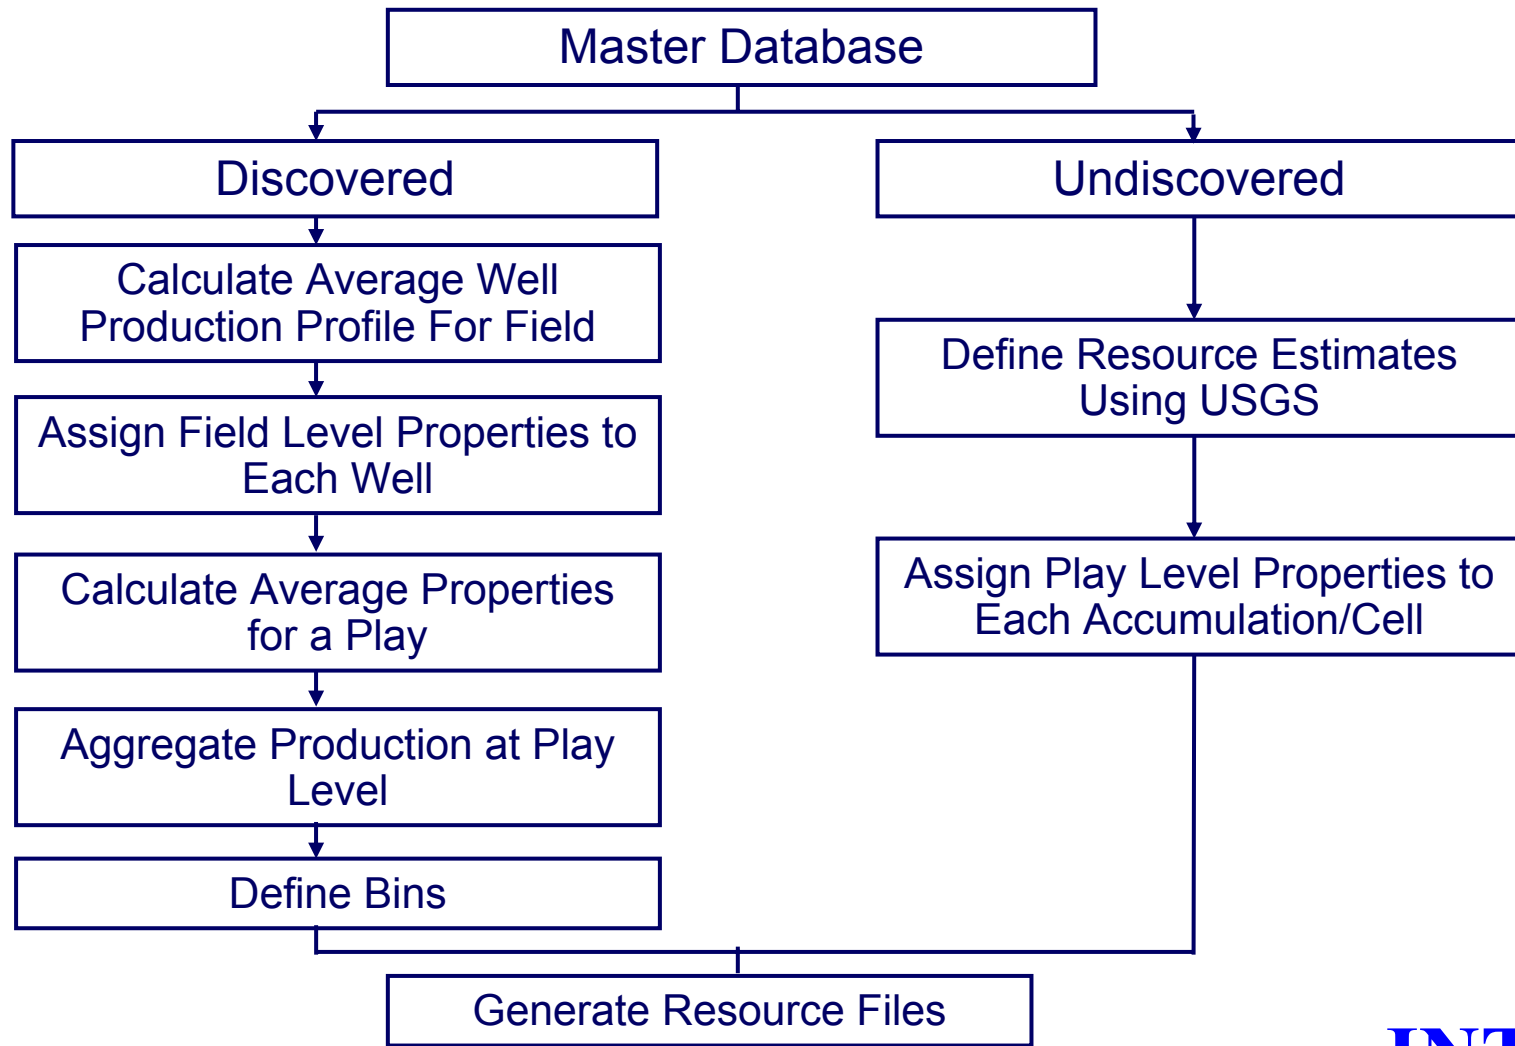 Master Database
Discovered
Undiscovered
Calculate Average Well
Production Profile For Field
Define Resource Estimates
Using USGS
Assign Field Level Properties to
Each Well
Calculate Average Properties
for a Play
Assign Play Level Properties to
Each Accumulation/Cell
Aggregate Production at Play
Level
Define Bins
Generate Resource Files